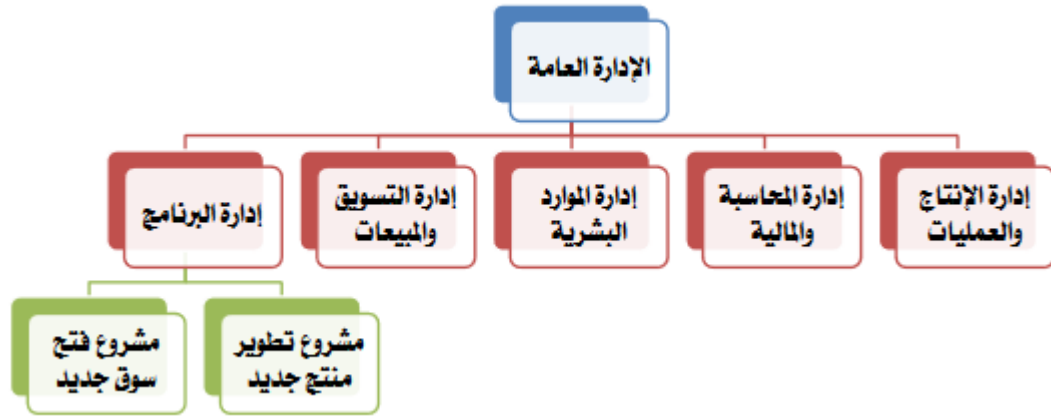 الإدارة العامة
إدارة الإنتاج
والعمليات
إدارة المحاسبة
والمالية
إدارة الموارد
البشرية
إدارة التسويق
والمبيعات
إدارة البرنامج
مشروع تطوير
منتج جديد
مشروع فتح
سوق جديد